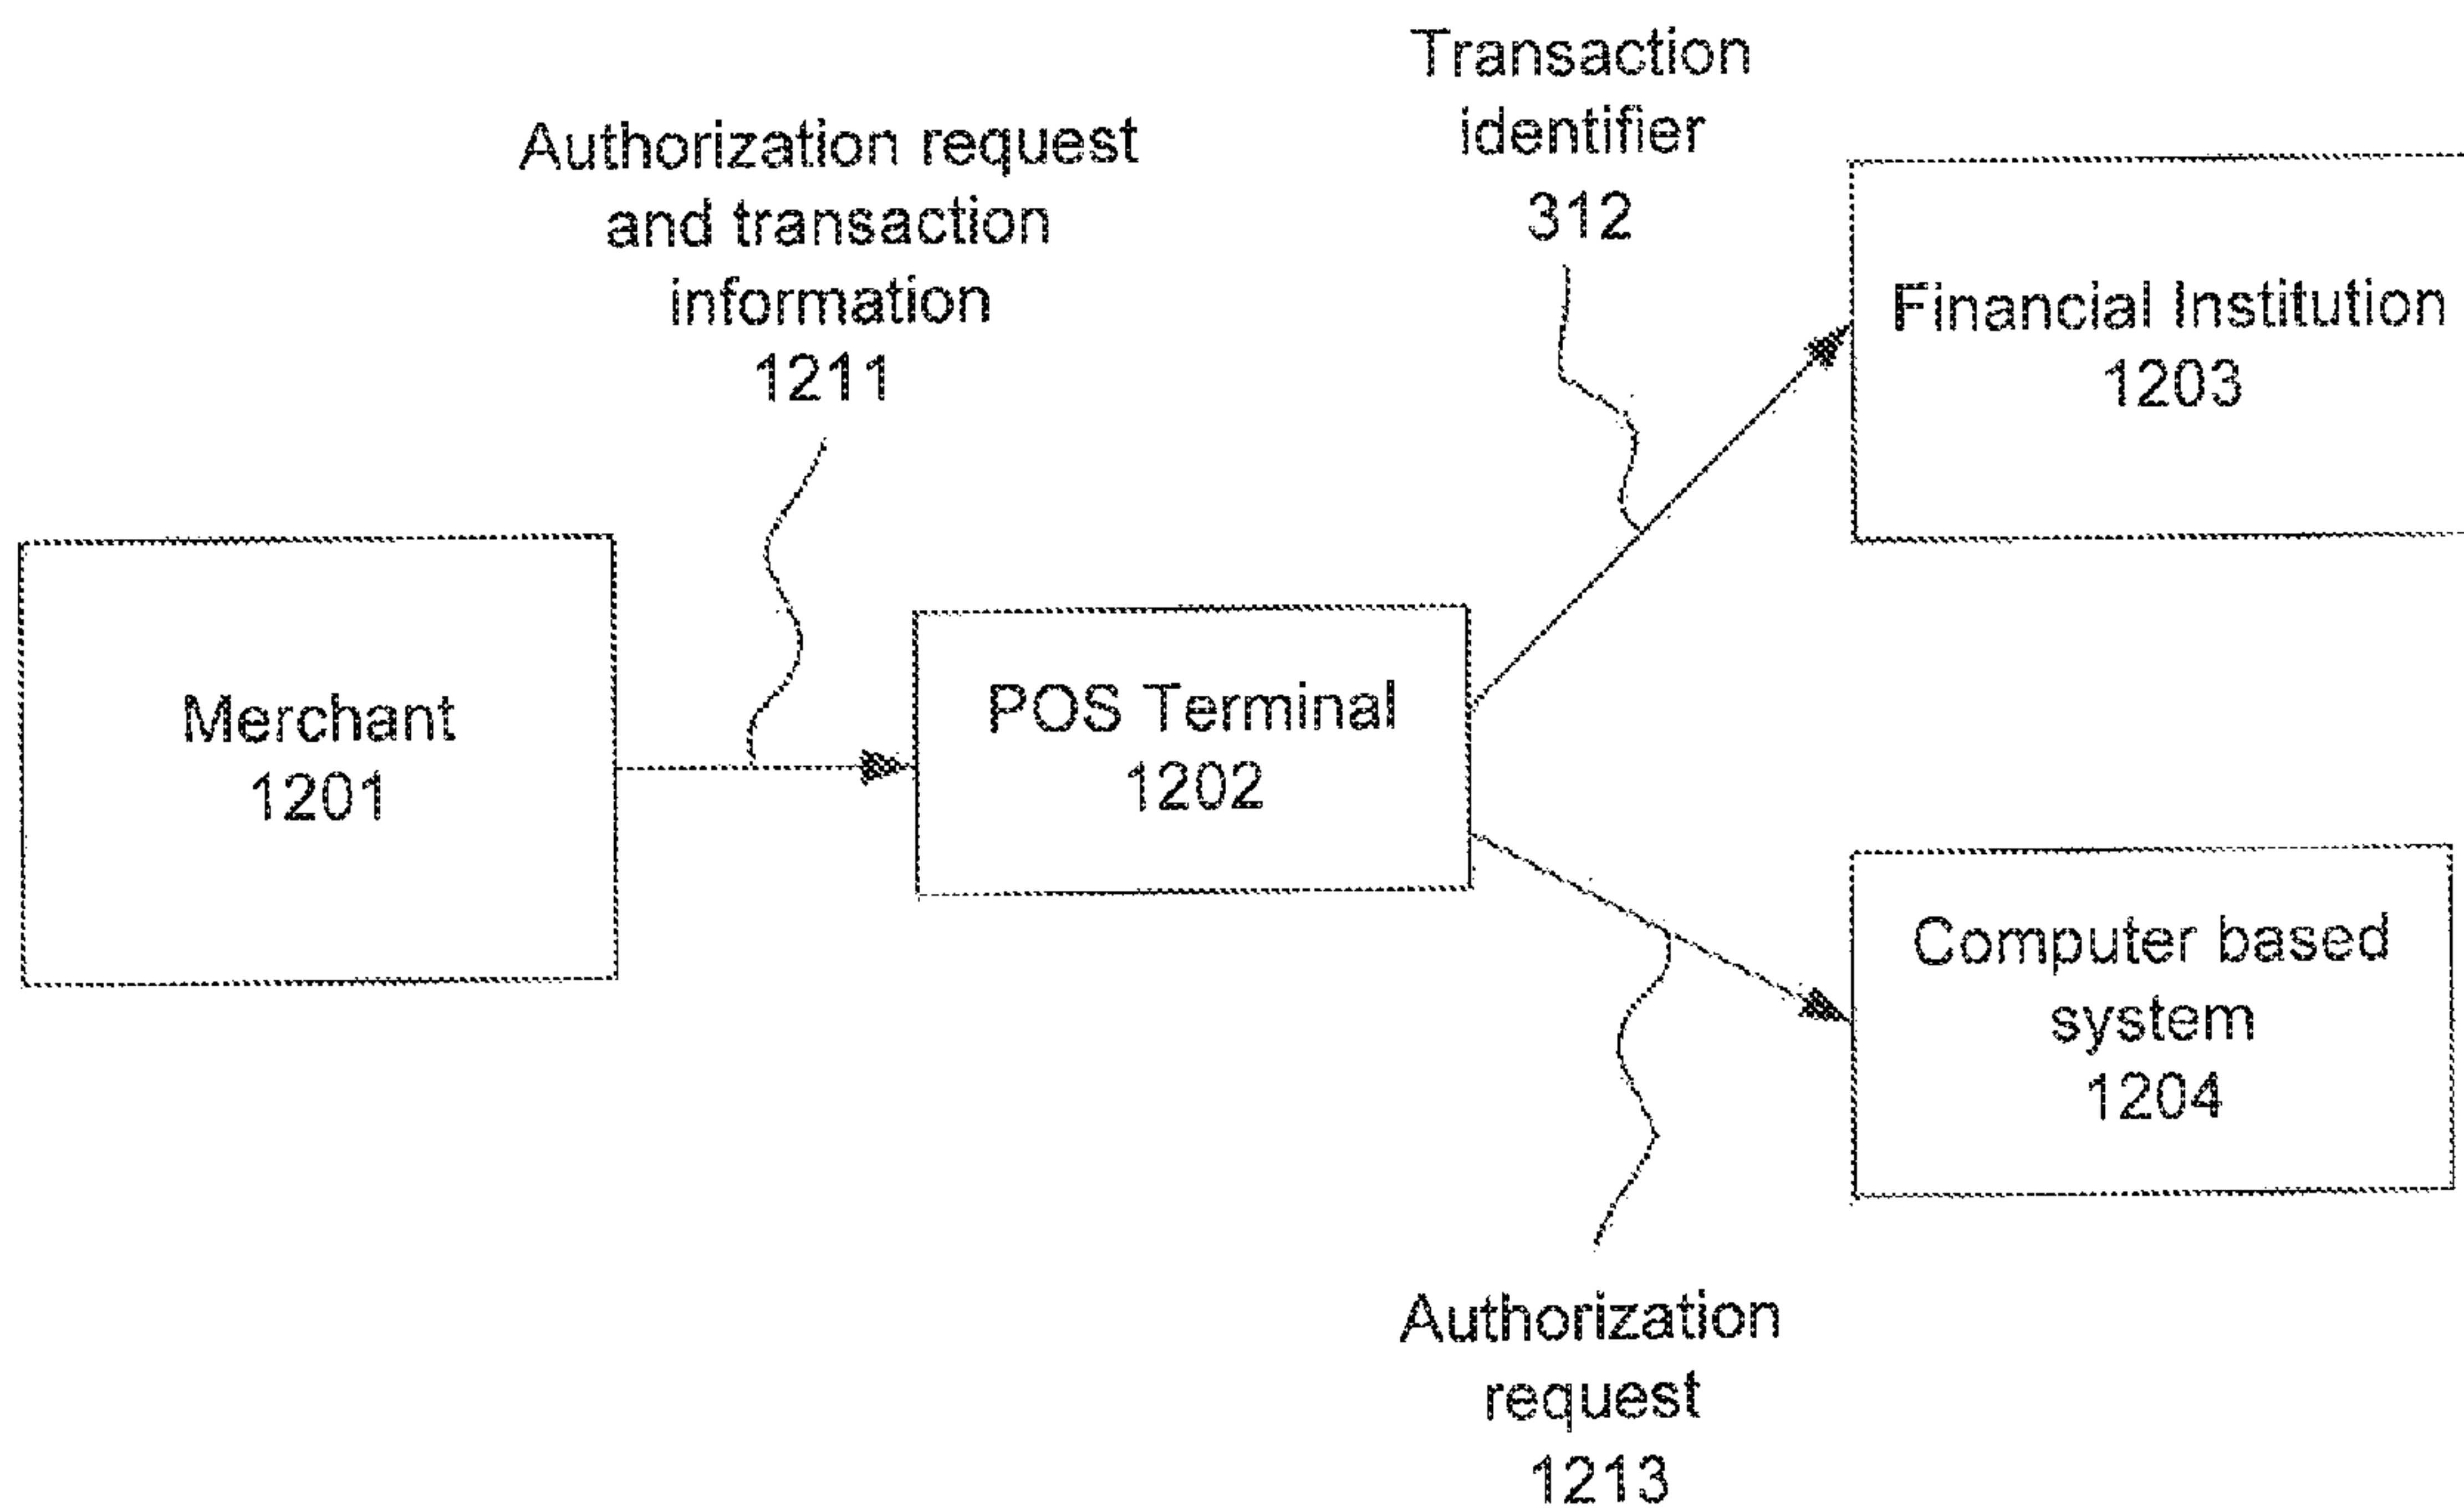 Transaction
identifier
312
Authorization request
and transaction
information
1211
Financial Institution
1203
Merchant
1201
POS Terminal
1202
Computer based
system
1204
Authorization
request
1213